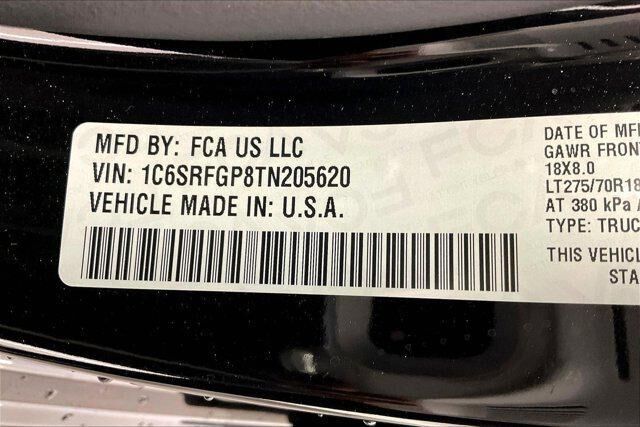 MFD BY: FCA US LLC
VIN: 1C6SRFGP8TN205620
VEHICLE MADE IN: U.S.A.
DATE OF MF
GAWR FRONT
18X8.0
LT275/70R18
AT 380 kPa /
TYPE: TRUC
THIS VEHICL
STA